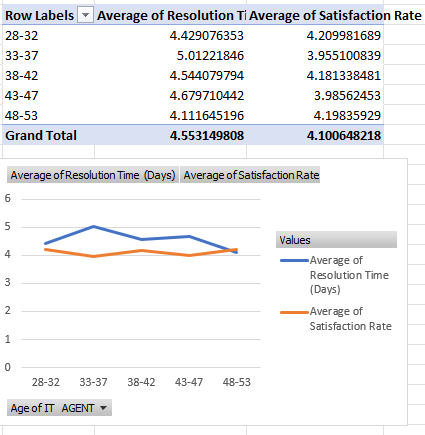 Row Labels Average of Resolution Ti Average of Satisfaction Rate
28-32 4.429076353 4.209981689
33-37 5.01221846 3.955100839
38-42 4.544079794 4.181338481
43-47 4.679710442 3.98562453
48-53 4.111645196 4.19835929
Grand Total 4.553149808 4.100648218
Average of Resolution Time (Days) Average of Satisfaction Rate
6
5
4
3
2
1
0
28-32 33-37 38-42 43-47 48-53
Values
Average of
Resolution Time
(Days)
Average of
Satisfaction Rate
Age of IT AGENT